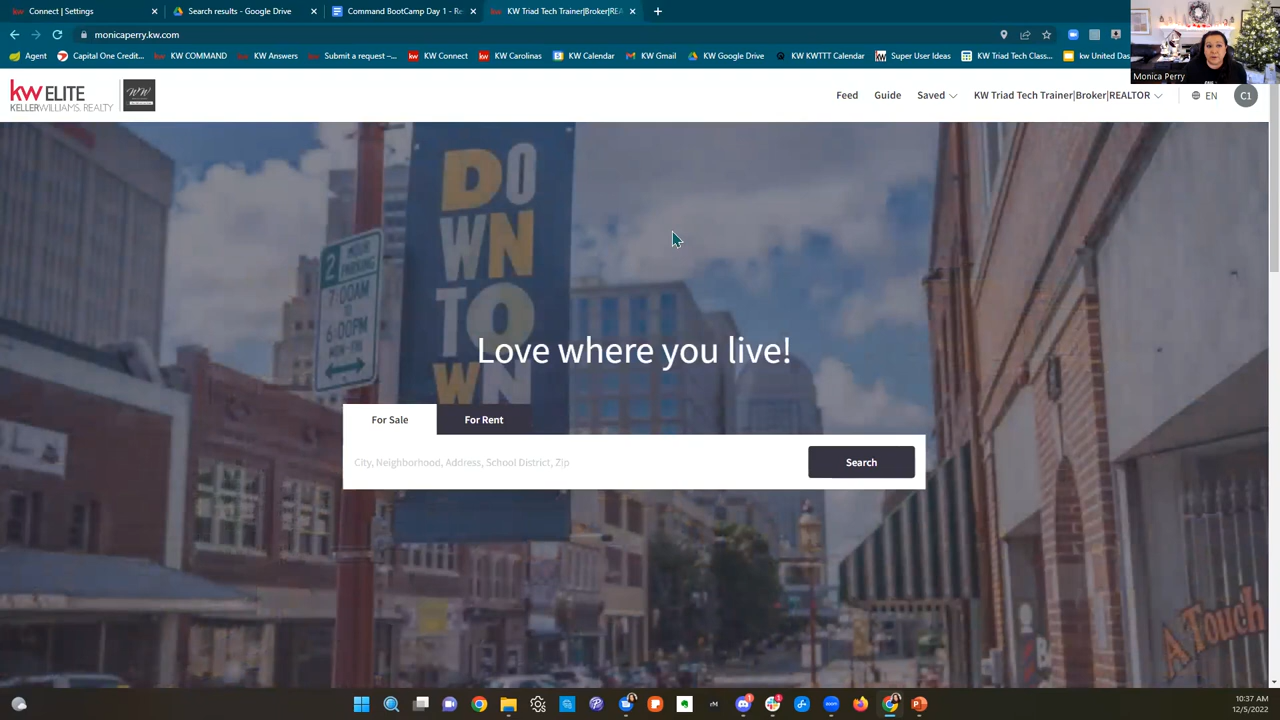 Connect | Settings
Search results - Google Drive
Command BootCamp Day 1 - Re
KW Triad Tech Trainer|Broker|REA
monicaperry.kw.com
Agent
Capital One Credit...
KW COMMAND
KW Answers
Submit a request –...
KW Connect
KW Carolinas
KW Calendar
KW Gmail
KW Google Drive
KW KWTTT Calendar
Super User Ideas
KW Triad Tech Class...
kw United Das
Monica Perry
kw ELITE
KELLERWILLIAMS. REALTY
Feed
Guide
Saved
KW Triad Tech Trainer|Broker|REALTOR
EN
C1
DO
WN
TO
WN
2 HOUR
PARKING
7:00AM
TO
6:00PM
MON-FRI
Love where you live!
For Sale
For Rent
City, Neighborhood, Address, School District, Zip
Search
A Touch
10:37 AM
12/5/2022